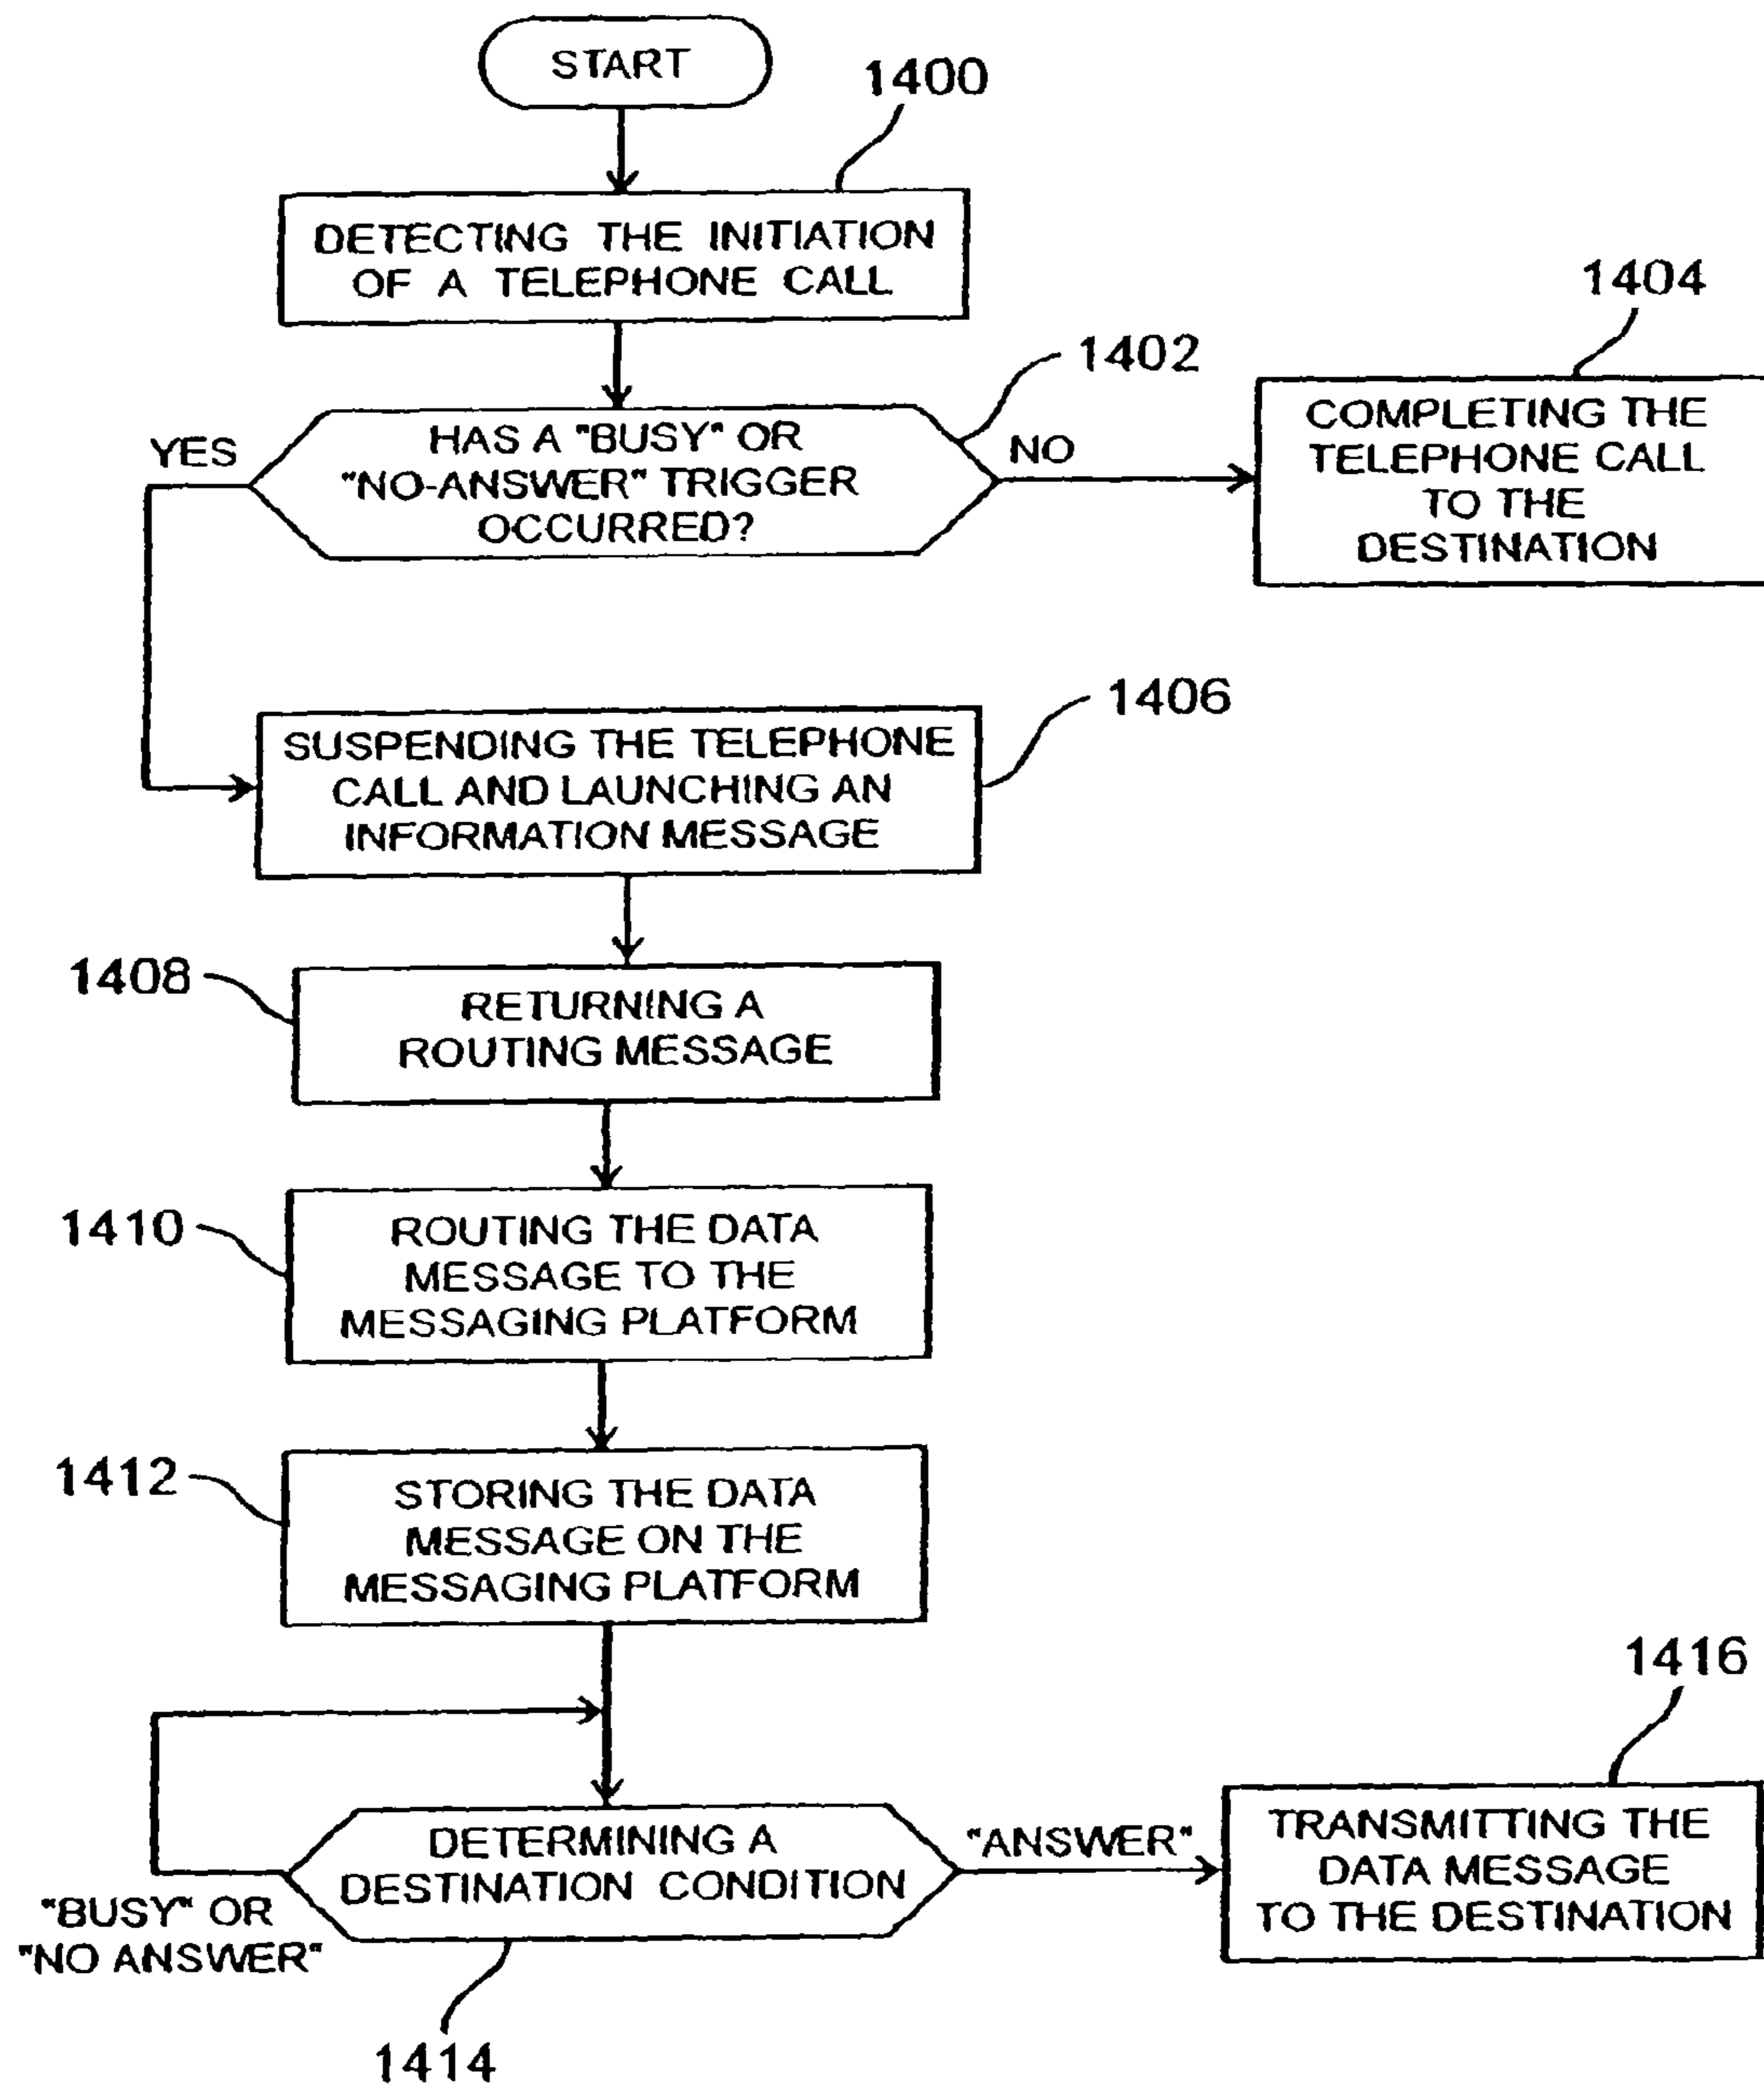 START
1400
DETECTING THE INITIATION
OF A TELEPHONE CALL
1402
1404
YES
HAS A "BUSY" OR
"NO-ANSWER" TRIGGER
OCCURRED?
NO
COMPLETING THE
TELEPHONE CALL
TO THE
DESTINATION
1406
SUSPENDING THE TELEPHONE
CALL AND LAUNCHING AN
INFORMATION MESSAGE
1408
RETURNING A
ROUTING MESSAGE
1410
ROUTING THE DATA
MESSAGE TO THE
MESSAGING PLATFORM
1412
STORING THE DATA
MESSAGE ON THE
MESSAGING PLATFORM
1416
DETERMINING A
DESTINATION CONDITION
"ANSWER"
TRANSMITTING THE
DATA MESSAGE
TO THE DESTINATION
"BUSY" OR
"NO ANSWER"
1414